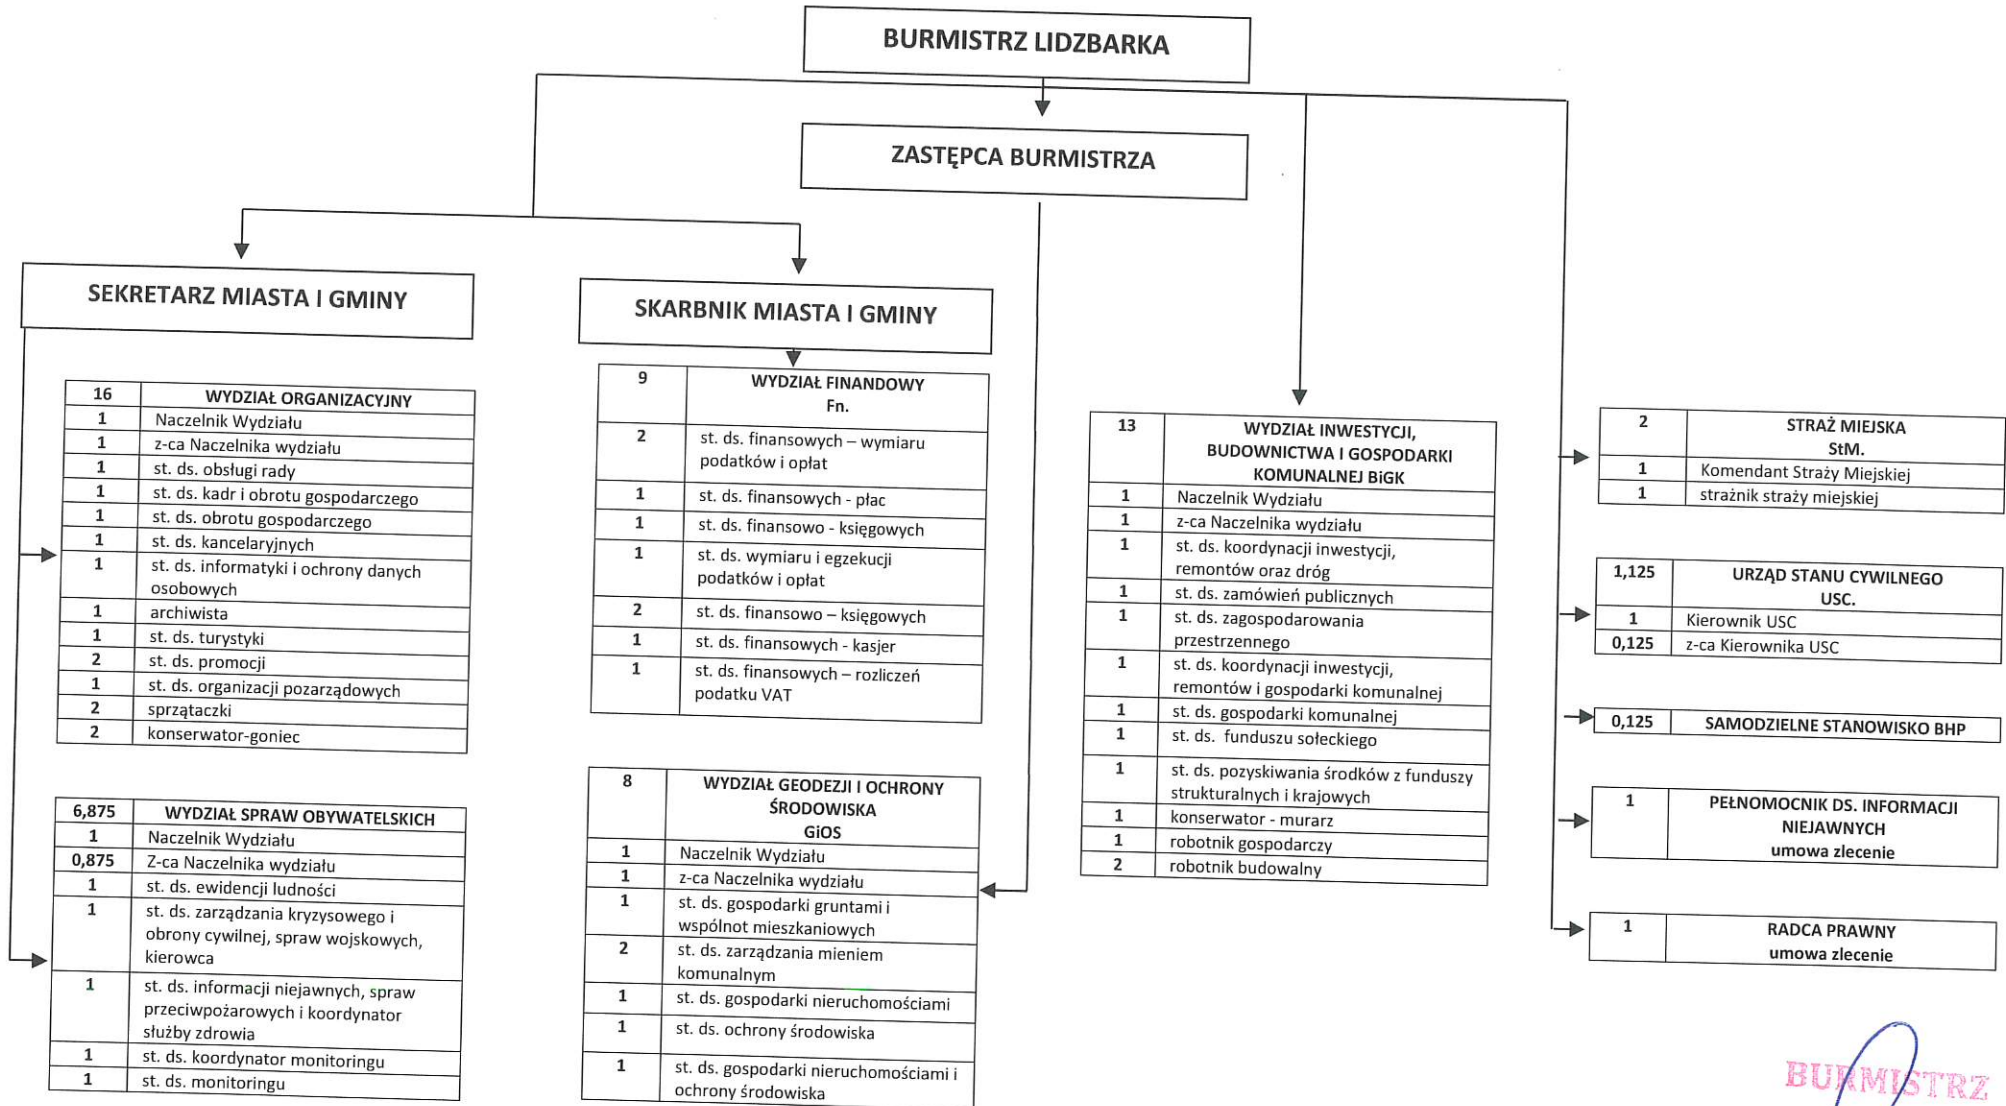 BURMISTRZ LIDZBARKA
ZASTĘPCA BURMISTRZA
SEKRETARZ MIASTA I GMINY
SKARBNIK MIASTA I GMINY
16 WYDZIAŁ ORGANIZACYJNY
1 Naczelnik Wydziału
1 z-ca Naczelnika wydziału
1 st. ds. obsługi rady
1 st. ds. kadr i obrotu gospodarczego
1 st. ds. obrotu gospodarczego
1 st. ds. kancelaryjnych
1 st. ds. informatyki i ochrony danych
osobowych
1 archiwista
1 st. ds. turystyki
2 st. ds. promocji
1 st. ds. organizacji pozarządowych
2 sprzątaczki
2 konserwator-goniec
6,875 WYDZIAŁ SPRAW OBYWATELSKICH
1 Naczelnik Wydziału
0,875 Z-ca Naczelnika wydziału
1 st. ds. ewidencji ludności
1 st. ds. zarządzania kryzysowego i
obrony cywilnej, spraw wojskowych,
kierowca
1 st. ds. informacji niejawnych, spraw
przeciwpożarowych i koordynator
służby zdrowia
1 st. ds. koordynator monitoringu
1 st. ds. monitoringu
9 WYDZIAŁ FINANDOWY
Fn.
2 st. ds. finansowych – wymiaru
podatków i opłat
1 st. ds. finansowych - płac
1 st. ds. finansowo - księgowych
1 st. ds. wymiaru i egzekucji
podatków i opłat
2 st. ds. finansowo – księgowych
1 st. ds. finansowych - kasjer
1 st. ds. finansowych – rozliczeń
podatku VAT
8 WYDZIAŁ GEODEZJI I OCHRONY
ŚRODOWISKA
GiOS
1 Naczelnik Wydziału
1 z-ca Naczelnika wydziału
1 st. ds. gospodarki gruntami i
wspólnot mieszkaniowych
2 st. ds. zarządzania mieniem
komunalnym
1 st. ds. gospodarki nieruchomościami
1 st. ds. ochrony środowiska
1 st. ds. gospodarki nieruchomościami i
ochrony środowiska
13 WYDZIAŁ INWESTYCJI,
BUDOWNICTWA I GOSPODARKI
KOMUNALNEJ BiGK
1 Naczelnik Wydziału
1 z-ca Naczelnika wydziału
1 st. ds. koordynacji inwestycji,
remontów oraz dróg
1 st. ds. zamówień publicznych
1 st. ds. zagospodarowania
przestrzennego
1 st. ds. koordynacji inwestycji,
remontów i gospodarki komunalnej
1 st. ds. gospodarki komunalnej
1 st. ds. funduszu sołeckiego
1 st. ds. pozyskiwania środków z funduszy
strukturalnych i krajowych
1 konserwator - murarz
1 robotnik gospodarczy
2 robotnik budowalny
2 STRAŻ MIEJSKA
StM.
1 Komendant Straży Miejskiej
1 strażnik straży miejskiej
1,125 URZĄD STANU CYWILNEGO
USC.
1 Kierownik USC
0,125 z-ca Kierownika USC
0,125 SAMODZIELNE STANOWISKO BHP
1 PEŁNOMOCNIK DS. INFORMACJI
NIEJAWNYCH
umowa zlecenie
1 RADCA PRAWNY
umowa zlecenie
BURMISTRZ